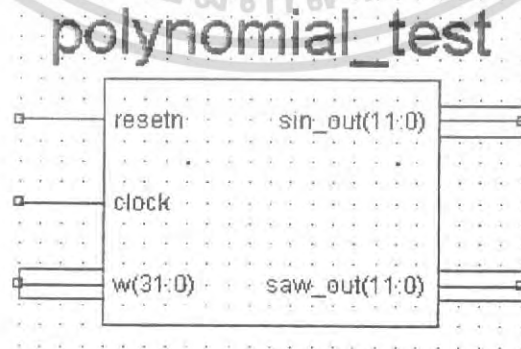 polynomial_test
resetn sin_out(11:0)
clock
w(31:0) saw_out(11:0)